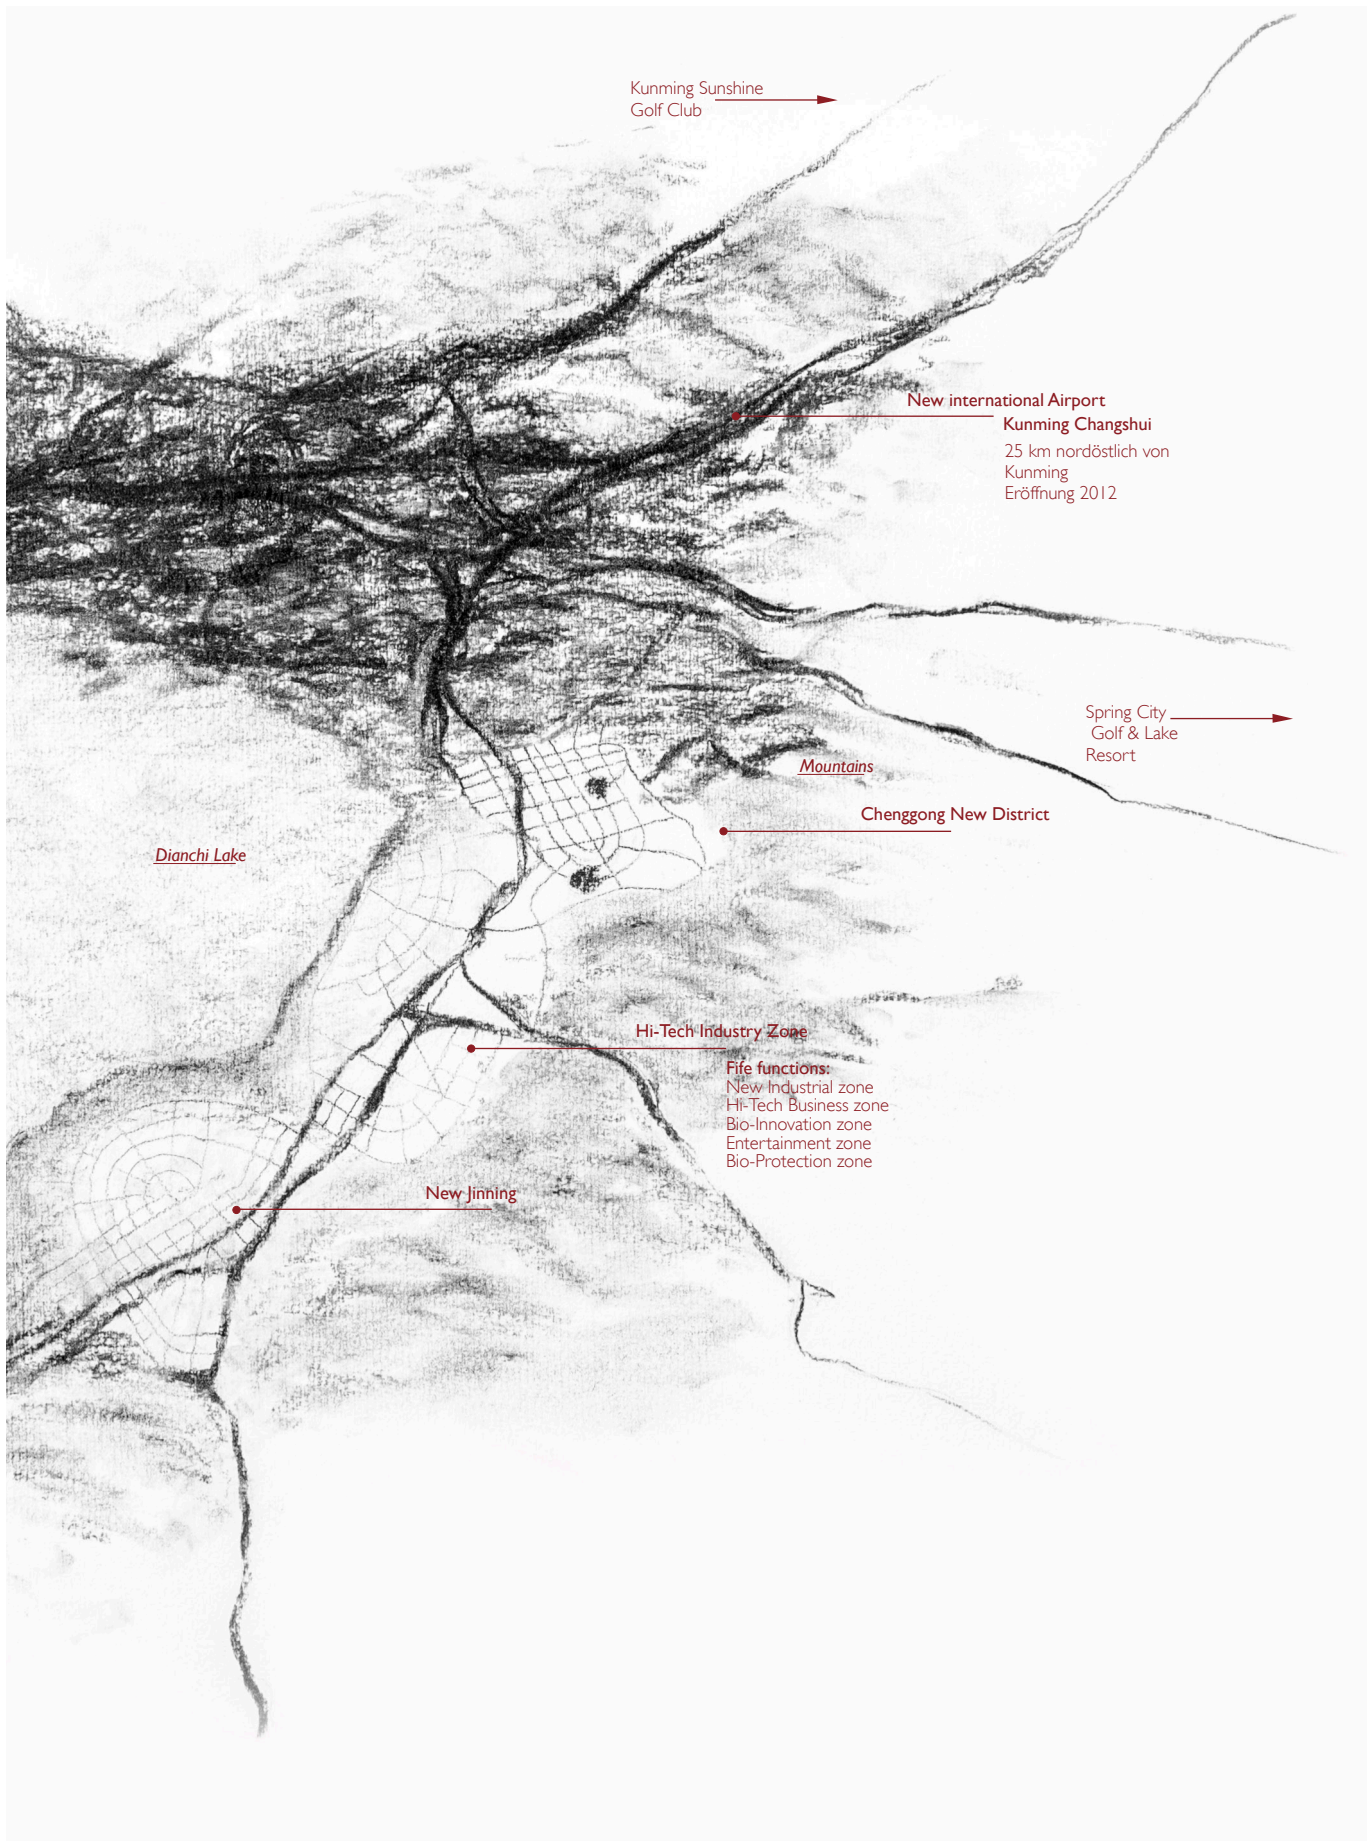 Kunming Sunshine
Golf Club
New international Airport
Kunming Changshui
25 km nordöstlich von
Kunming
Eröffnung 2012
Spring City
Golf & Lake
Resort
Mountains
Chenggong New District
Dianchi Lake
Hi-Tech Industry Zone
Fife functions:
New Industrial zone
Hi-Tech Business zone
Bio-Innovation zone
Entertainment zone
Bio-Protection zone
New Jinning